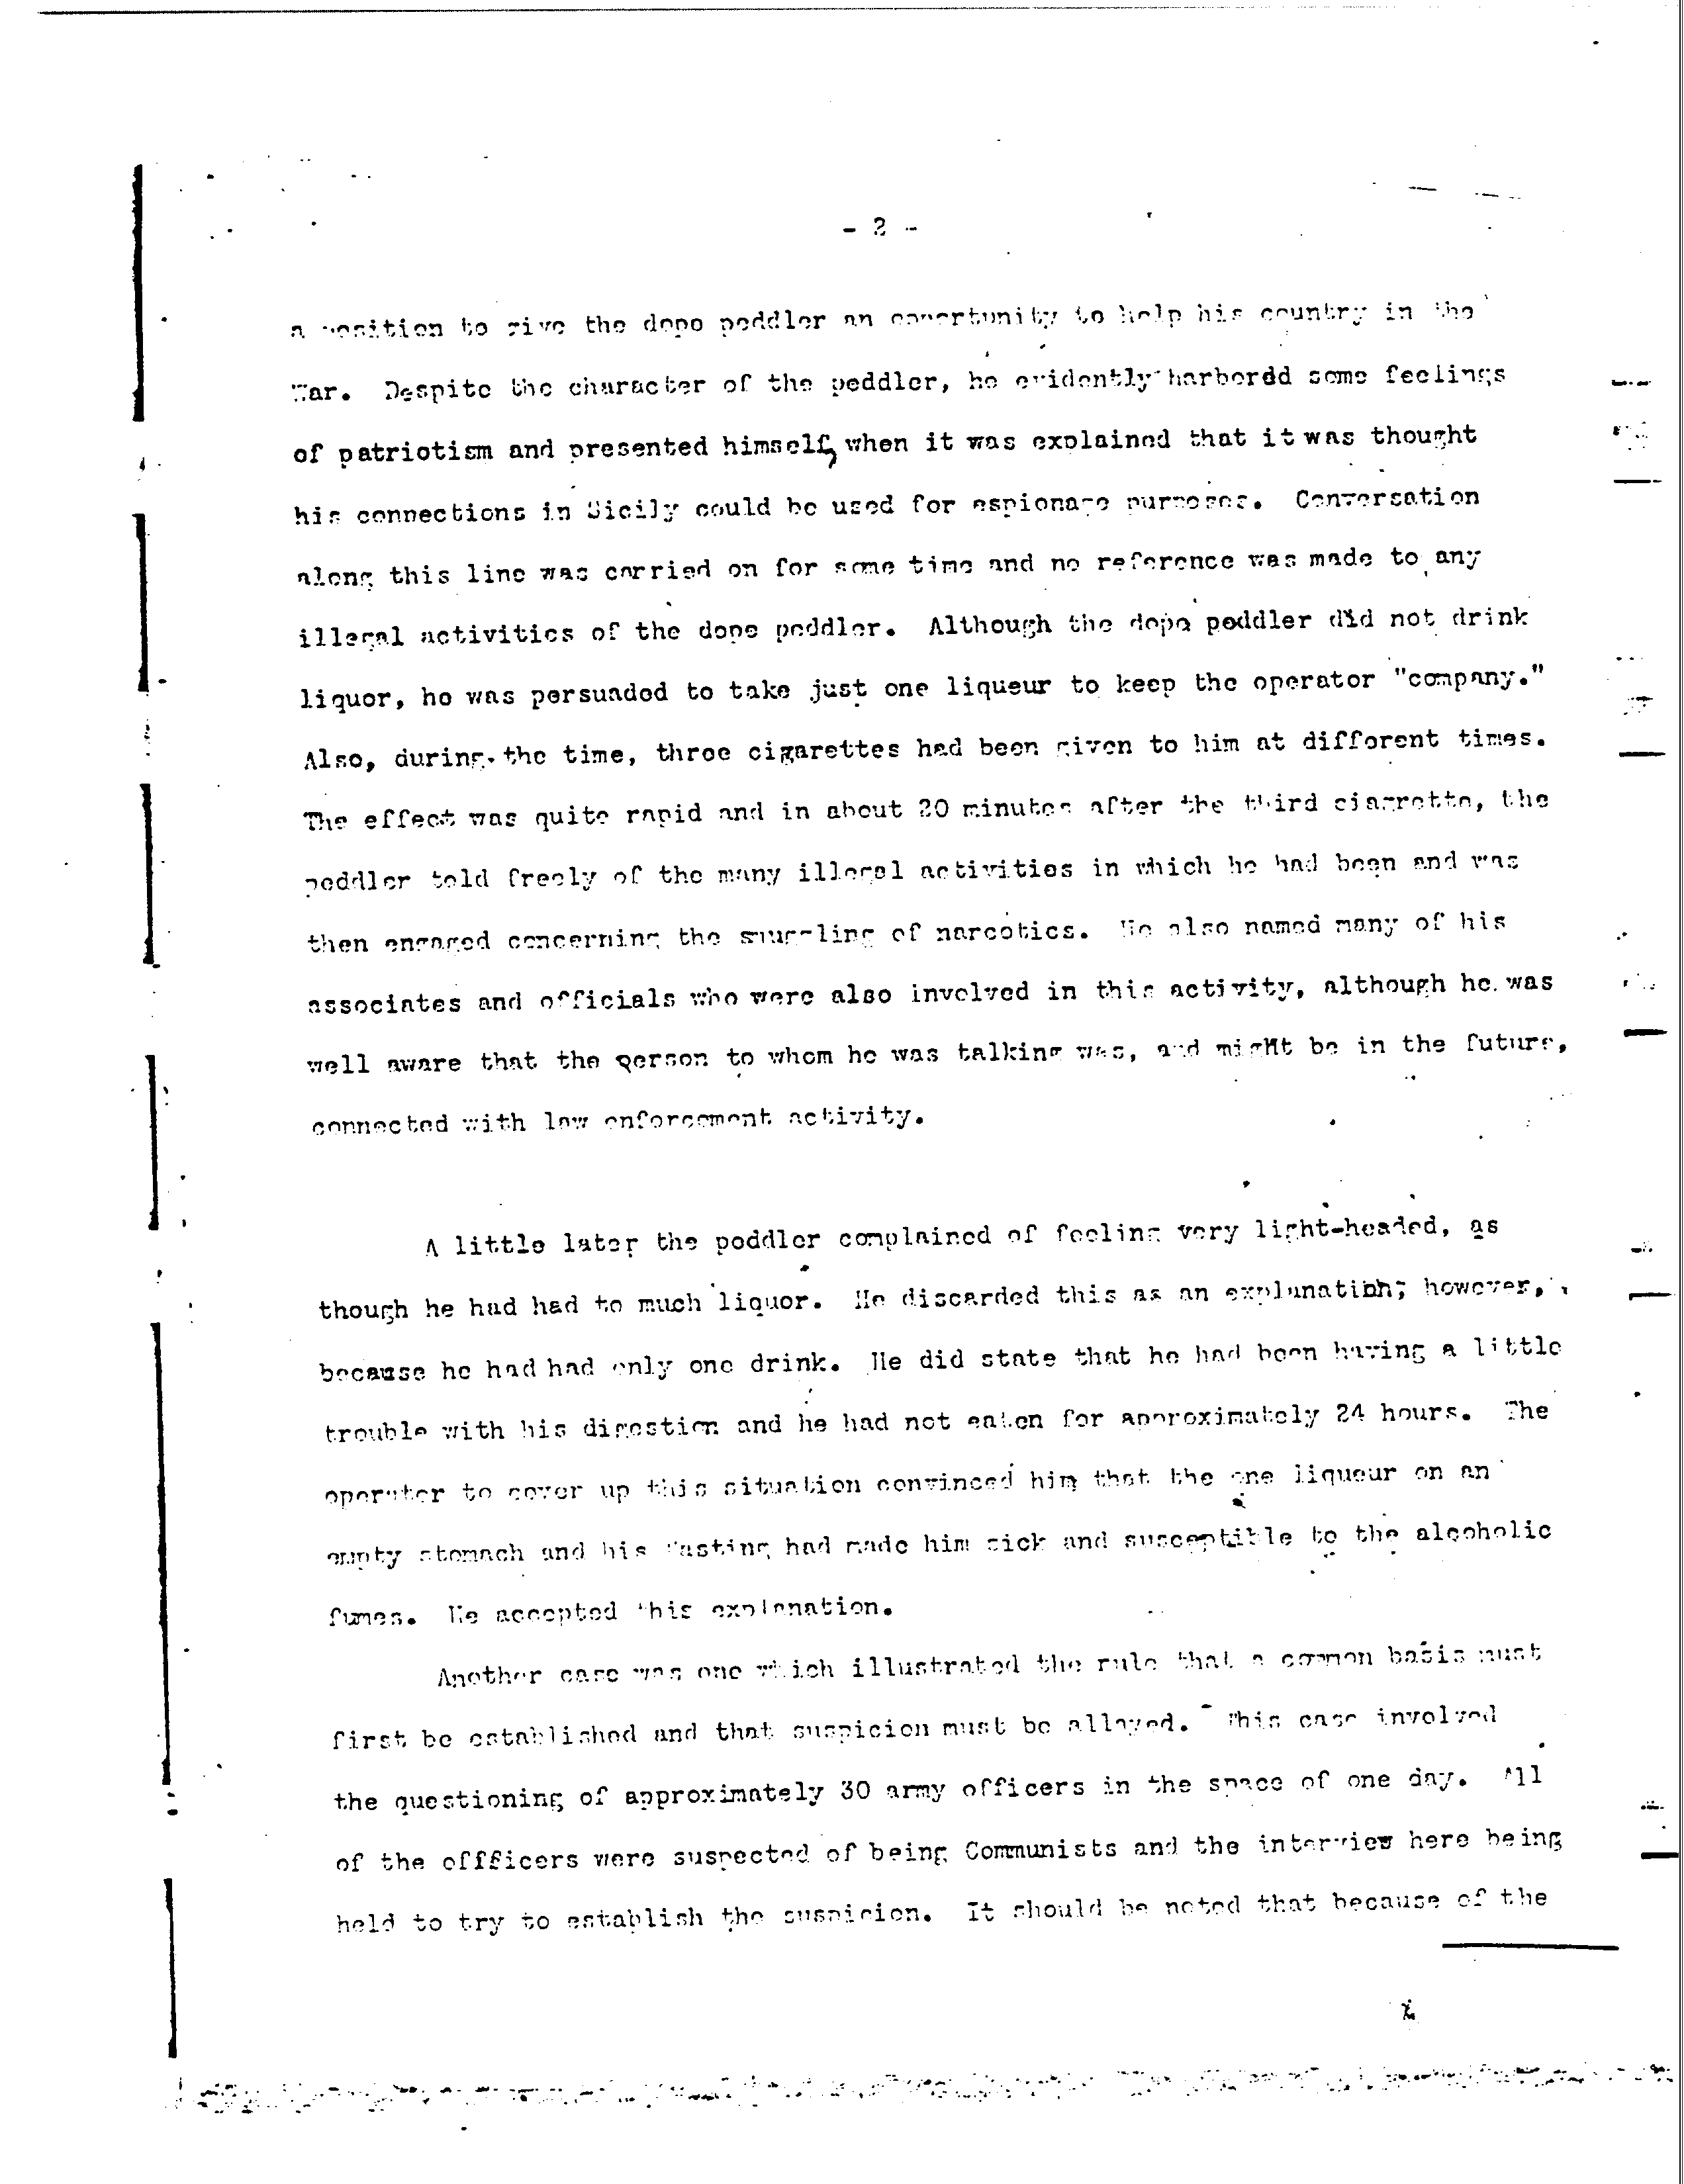 - 2 -
a position to give the dope peddler an opportunity to help his country in the
war. Despite the character of the peddler, he evidently harbordd some feelings
of patriotism and presented himself, when it was explained that it was thought
his connections in Sicily could be used for espionage purposes. Conversation
along this line was carried on for some time and no reference was made to any
illegal activities of the dope peddler. Although the dope peddler did not drink
liquor, he was persuaded to take just one liqueur to keep the operator "company."
Also, during the time, three cigarettes had been given to him at different times.
The effect was quite rapid and in about 20 minutes after the third ciagrette, the
peddler told freely of the many illegal activities in which he had been and was
then engaged concerning the smuggling of narcotics. He also named many of his
associates and officials who were also involved in this activity, although he was
well aware that the person to whom he was talking was, and might be in the future,
connected with law enforcement activity.
A little later the peddler complained of feeling very light-headed, as
though he had had to much liquor. He discarded this as an explanation; however,
because he had had only one drink. He did state that he had been having a little
trouble with his digestion and he had not eaten for approximately 24 hours. The
operator to cover up this situation convinced him that the one liqueur on an
empty stomach and his fasting had made him sick and susceptible to the alcoholic
fumes. He accepted this explanation.
Another case was one which illustrated the rule that a common basis must
first be established and that suspicion must be allayed. This case involved
the questioning of approximately 30 army officers in the space of one day. All
of the offficers were suspected of being Communists and the interview here being
held to try to establish the suspicion. It should be noted that because of the